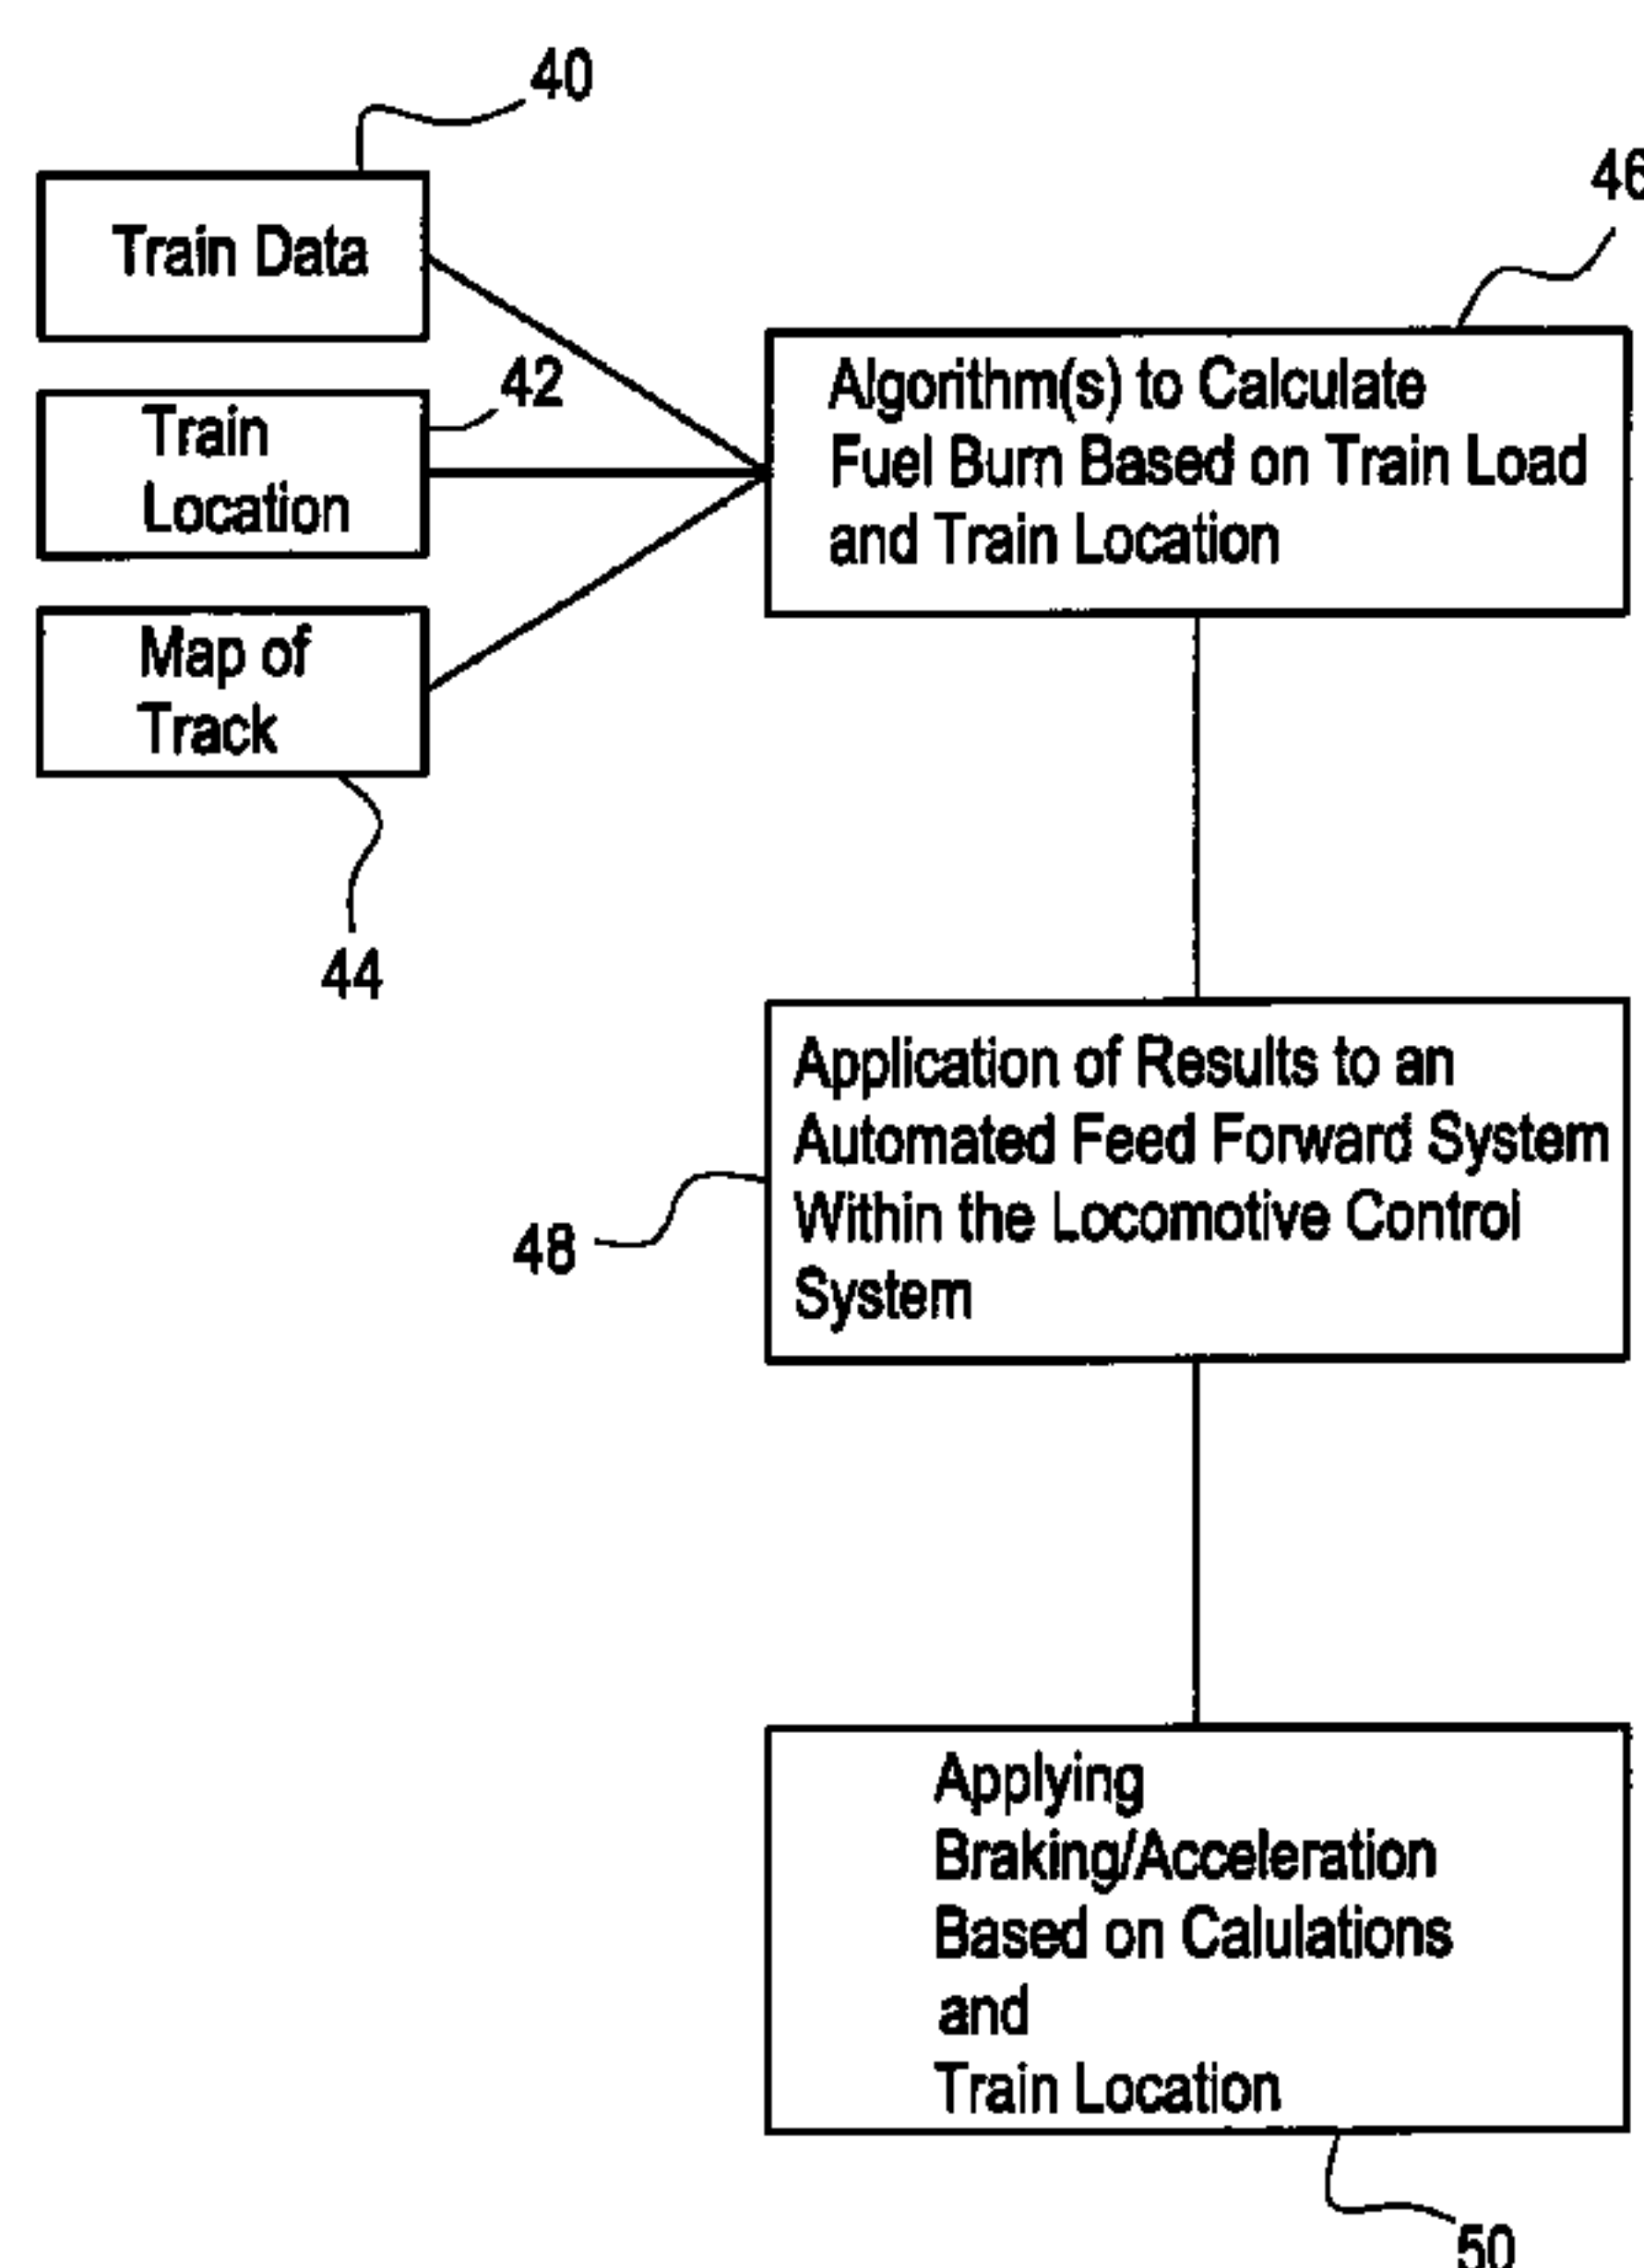 40
Train Data
42
Train
Location
Map of
Track
44
46
Algorithm(s) to Calculate
Fuel Burn Based on Train Load
and Train Location
48
Application of Results to an
Automated Feed Forward System
Within the Locomotive Control
System
Applying
Braking/Acceleration
Based on Calulations
and
Train Location
50